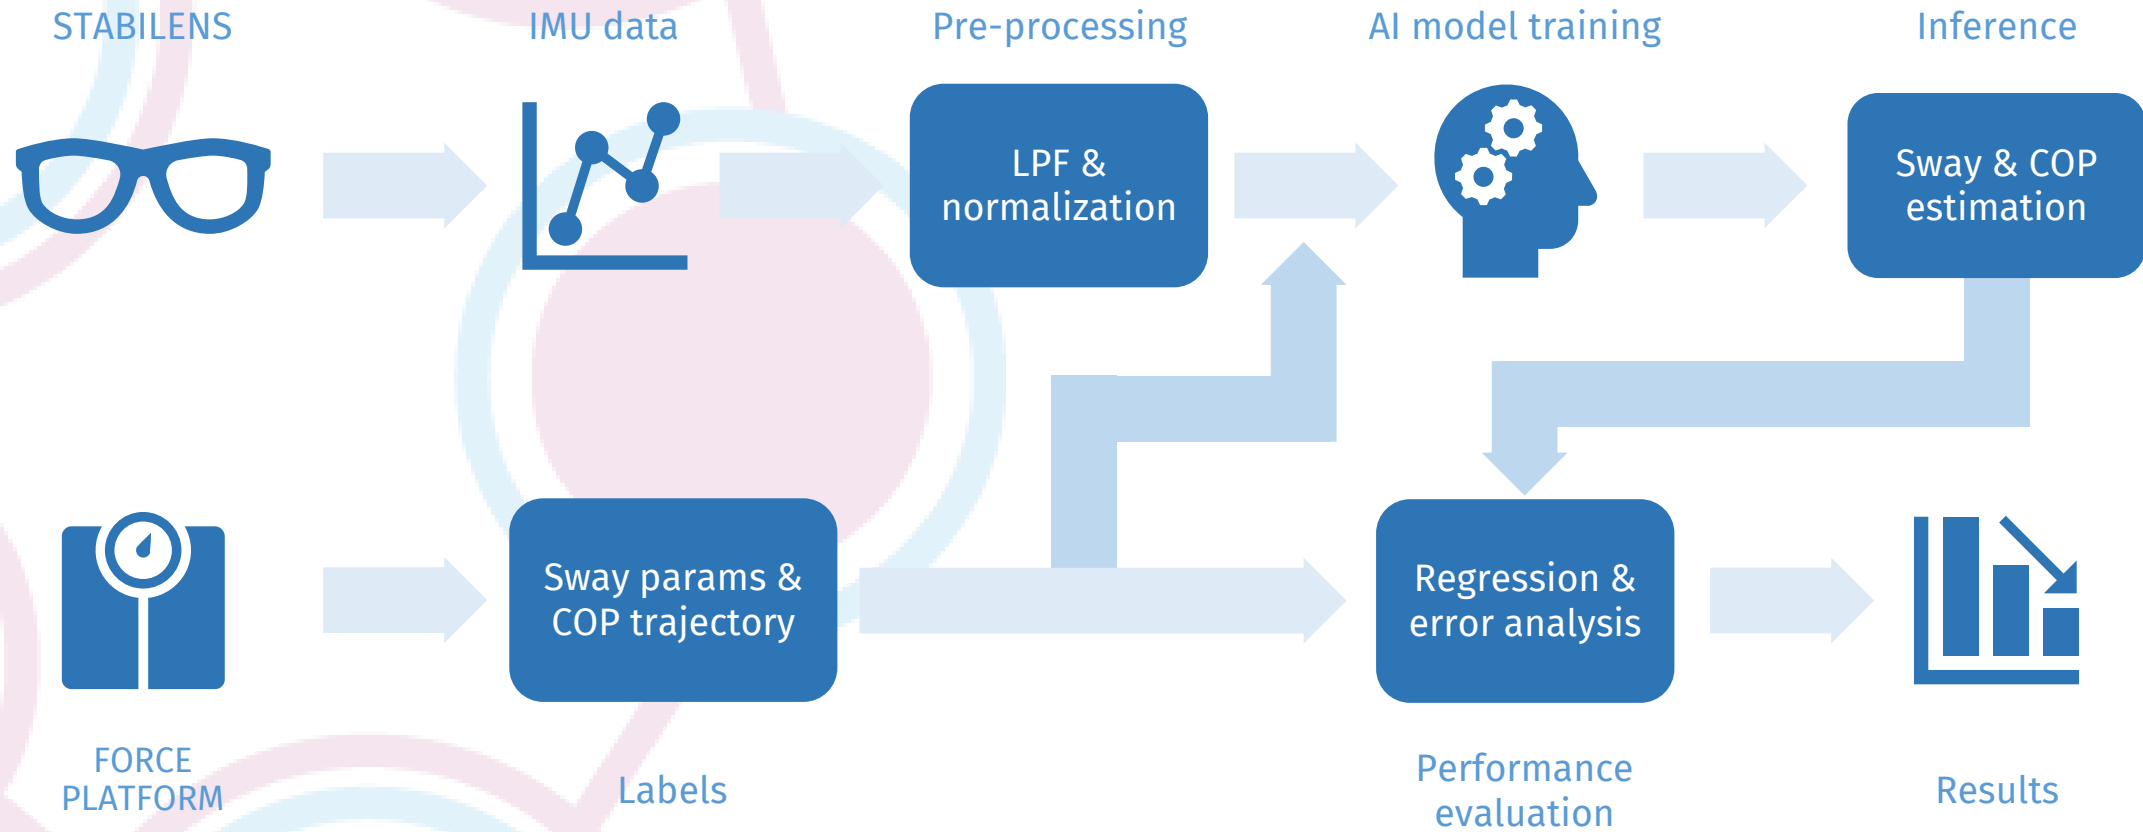 STABILENS
IMU data
Pre-processing
AI model training
Inference
LPF &
normalization
Sway & COP
estimation
Sway params &
COP trajectory
Regression &
error analysis
FORCE
PLATFORM
Labels
Performance
evaluation
Results